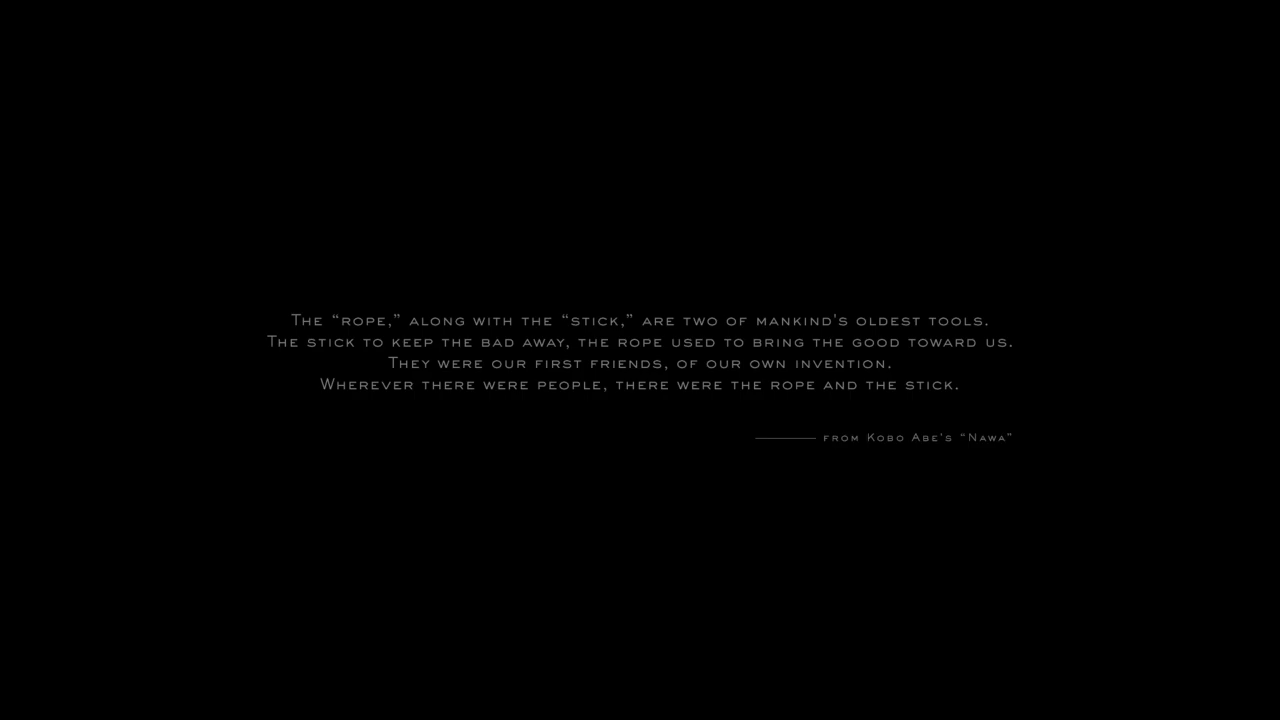 The “rope,” along with the “stick,” are two of mankind's oldest tools.
The stick to keep the bad away, the rope used to bring the good toward us.
They were our first friends, of our own invention.
Wherever there were people, there were the rope and the stick.
from Kobo Abe's “Nawa”